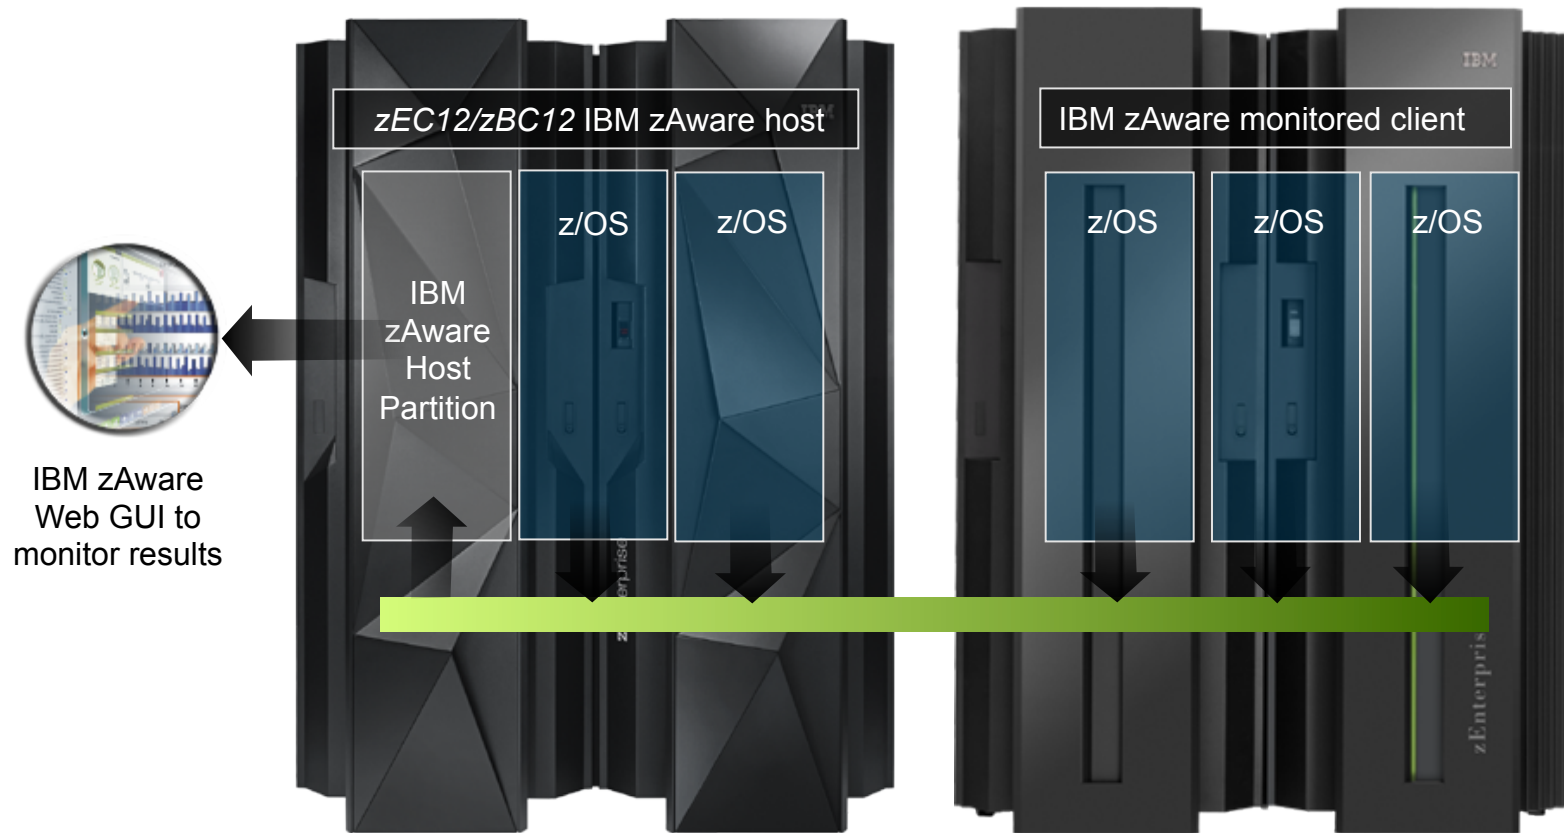 zEC12/zBC12 IBM zAware host
IBM
IBM zAware monitored client
IBM
z/OS
z/OS
z/OS
z/OS
z/OS
IBM
zAware
Host
Partition
IBM zAware
Web GUI to
monitor results
zEnterpris